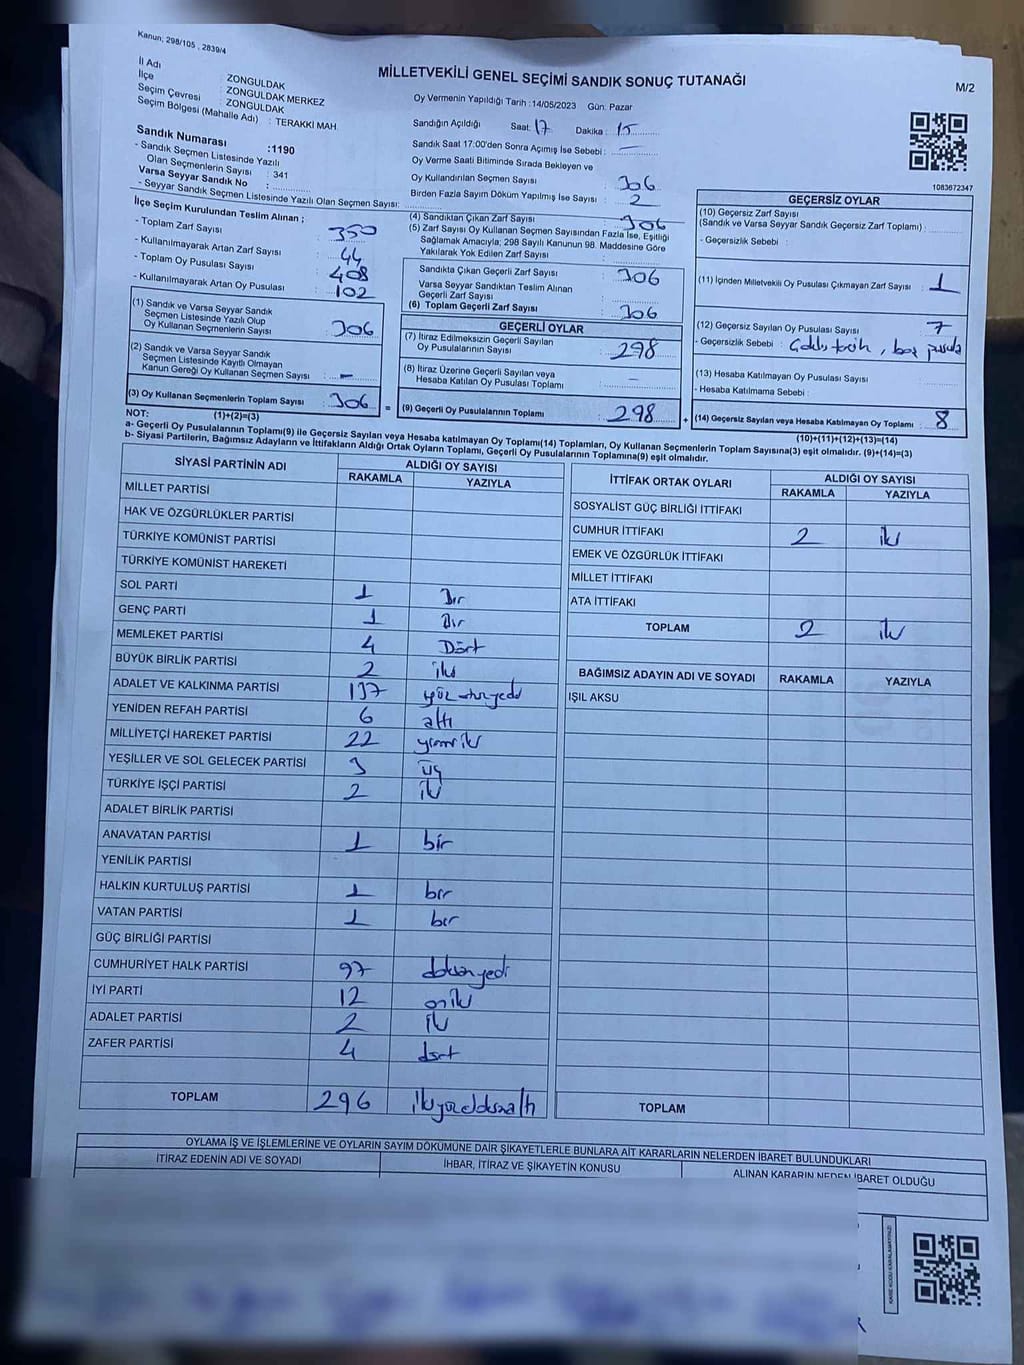 Kanun, 298/105 , 2839/4
MİLLETVEKİLİ GENEL SEÇİMİ SANDIK SONUÇ TUTANAĞI
M/2
İl Adı : ZONGULDAK
İlçe : ZONGULDAK MERKEZ
Seçim Çevresi : ZONGULDAK
Seçim Bölgesi (Mahalle Adı) : TERAKKİ MAH.
Sandık Numarası :1190
- Sandık Seçmen Listesinde Yazılı
Olan Seçmenlerin Sayısı : 341
Varsa Seyyar Sandık No :
- Seyyar Sandık Seçmen Listesinde Yazılı Olan Seçmen Sayısı:
Oy Vermenin Yapıldığı Tarih :14/05/2023 Gün: Pazar
Sandığın Açıldığı Saat: 17 Dakika : 15
Sandık Saat 17:00'den Sonra Açımış İse Sebebi : —
Oy Verme Saati Bitiminde Sırada Bekleyen ve
Oy Kullandırılan Seçmen Sayısı : 306
Birden Fazla Sayım Döküm Yapılmış İse Sayısı : 2
1083672347
İlçe Seçim Kurulundan Teslim Alınan ;
- Toplam Zarf Sayısı : 350
- Kullanılmayarak Artan Zarf Sayısı : 44
- Toplam Oy Pusulası Sayısı : 408
- Kullanılmayarak Artan Oy Pusulası : 102
(1) Sandık ve Varsa Seyyar Sandık
Seçmen Listesinde Yazılı Olup
Oy Kullanan Seçmenlerin Sayısı : 306
(2) Sandık ve Varsa Seyyar Sandık
Seçmen Listesinde Kayıtlı Olmayan
Kanun Gereği Oy Kullanan Seçmen Sayısı : —
(3) Oy Kullanan Seçmenlerin Toplam Sayısı : 306
(4) Sandıktan Çıkan Zarf Sayısı : 306
(5) Zarf Sayısı Oy Kullanan Seçmen Sayısından Fazla İse, Eşitliği
Sağlamak Amacıyla; 298 Sayılı Kanunun 98. Maddesine Göre
Yakılarak Yok Edilen Zarf Sayısı :
Sandıkta Çıkan Geçerli Zarf Sayısı : 306
Varsa Seyyar Sandıktan Teslim Alınan
Geçerli Zarf Sayısı :
(6) Toplam Geçerli Zarf Sayısı : 306
GEÇERLİ OYLAR
(7) İtiraz Edilmeksizin Geçerli Sayılan
Oy Pusulalarının Sayısı : 298
(8) İtiraz Üzerine Geçerli Sayılan veya
Hesaba Katılan Oy Pusulası Toplamı : —
= (9) Geçerli Oy Pusulalarının Toplamı : 298 +
GEÇERSİZ OYLAR
(10) Geçersiz Zarf Sayısı
(Sandık ve Varsa Seyyar Sandık Geçersiz Zarf Toplamı) :
- Geçersizlik Sebebi :
(11) İçinden Milletvekili Oy Pusulası Çıkmayan Zarf Sayısı : 1
(12) Geçersiz Sayılan Oy Pusulası Sayısı : 7
- Geçersizlik Sebebi : boş pusula
(13) Hesaba Katılmayan Oy Pusulası Sayısı :
- Hesaba Katılmama Sebebi :
(14) Geçersiz Sayılan veya Hesaba Katılmayan Oy Toplamı : 8
NOT: (1)+(2)=(3)
(10)+(11)+(12)+(13)=(14)
a- Geçerli Oy Pusulalarının Toplamı(9) ile Geçersiz Sayılan veya Hesaba katılmayan Oy Toplamı(14) Toplamları, Oy Kullanan Seçmenlerin Toplam Sayısına(3) eşit olmalıdır. (9)+(14)=(3)
b- Siyasi Partilerin, Bağımsız Adayların ve İttifakların Aldığı Ortak Oyların Toplamı, Geçerli Oy Pusulalarının Toplamına(9) eşit olmalıdır.
SİYASİ PARTİNİN ADI ALDIĞI OY SAYISI
RAKAMLA YAZIYLA
MİLLET PARTİSİ
HAK VE ÖZGÜRLÜKLER PARTİSİ
TÜRKİYE KOMÜNİST PARTİSİ
TÜRKİYE KOMÜNİST HAREKETİ
SOL PARTİ 1 Bir
GENÇ PARTİ 1 Bir
MEMLEKET PARTİSİ 4 Dört
BÜYÜK BİRLİK PARTİSİ 2 iki
ADALET VE KALKINMA PARTİSİ 137 yüz otuz yedi
YENİDEN REFAH PARTİSİ 6 altı
MİLLİYETÇİ HAREKET PARTİSİ 22 yirmi iki
YEŞİLLER VE SOL GELECEK PARTİSİ 3 üç
TÜRKİYE İŞÇİ PARTİSİ 2 iki
ADALET BİRLİK PARTİSİ
ANAVATAN PARTİSİ 1 bir
YENİLİK PARTİSİ
HALKIN KURTULUŞ PARTİSİ 1 bir
VATAN PARTİSİ 1 bir
GÜÇ BİRLİĞİ PARTİSİ
CUMHURİYET HALK PARTİSİ 97 doksan yedi
İYİ PARTİ 12 on iki
ADALET PARTİSİ 2 iki
ZAFER PARTİSİ 4 dört
TOPLAM 296 ikiyüzdoksanaltı
İTTİFAK ORTAK OYLARI ALDIĞI OY SAYISI
RAKAMLA YAZIYLA
SOSYALİST GÜÇ BİRLİĞİ İTTİFAKI
CUMHUR İTTİFAKI 2 iki
EMEK VE ÖZGÜRLÜK İTTİFAKI
MİLLET İTTİFAKI
ATA İTTİFAKI
TOPLAM 2 iki
BAĞIMSIZ ADAYIN ADI VE SOYADI RAKAMLA YAZIYLA
IŞIL AKSU
TOPLAM
OYLAMA İŞ VE İŞLEMLERİNE VE OYLARIN SAYIM DÖKÜMÜNE DAİR ŞİKAYETLERLE BUNLARA AİT KARARLARIN NELERDEN İBARET BULUNDUKLARI
İTİRAZ EDENİN ADI VE SOYADI İHBAR, İTİRAZ VE ŞİKAYETİN KONUSU ALINAN KARARIN NEDEN İBARET OLDUĞU